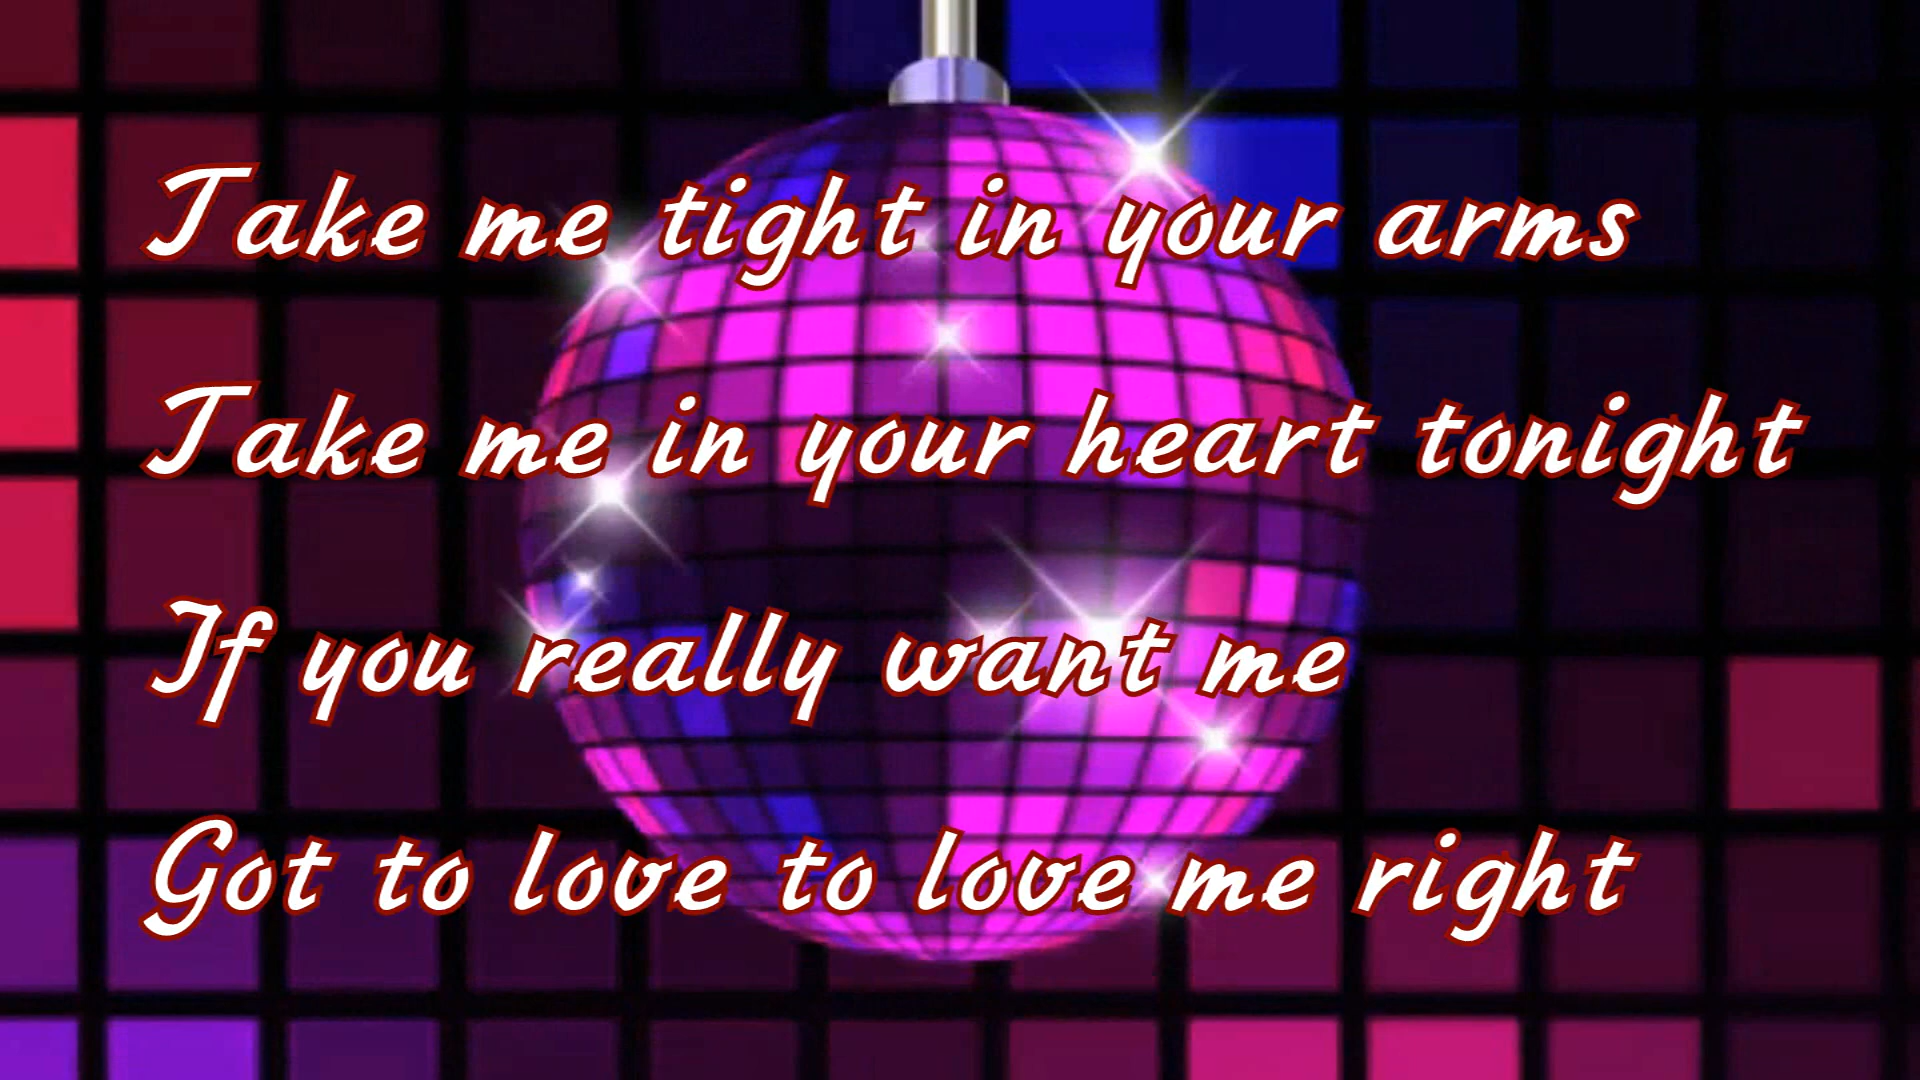 Take me tight in your arms
Take me in your heart tonight
If you really want me
Got to love to love me right